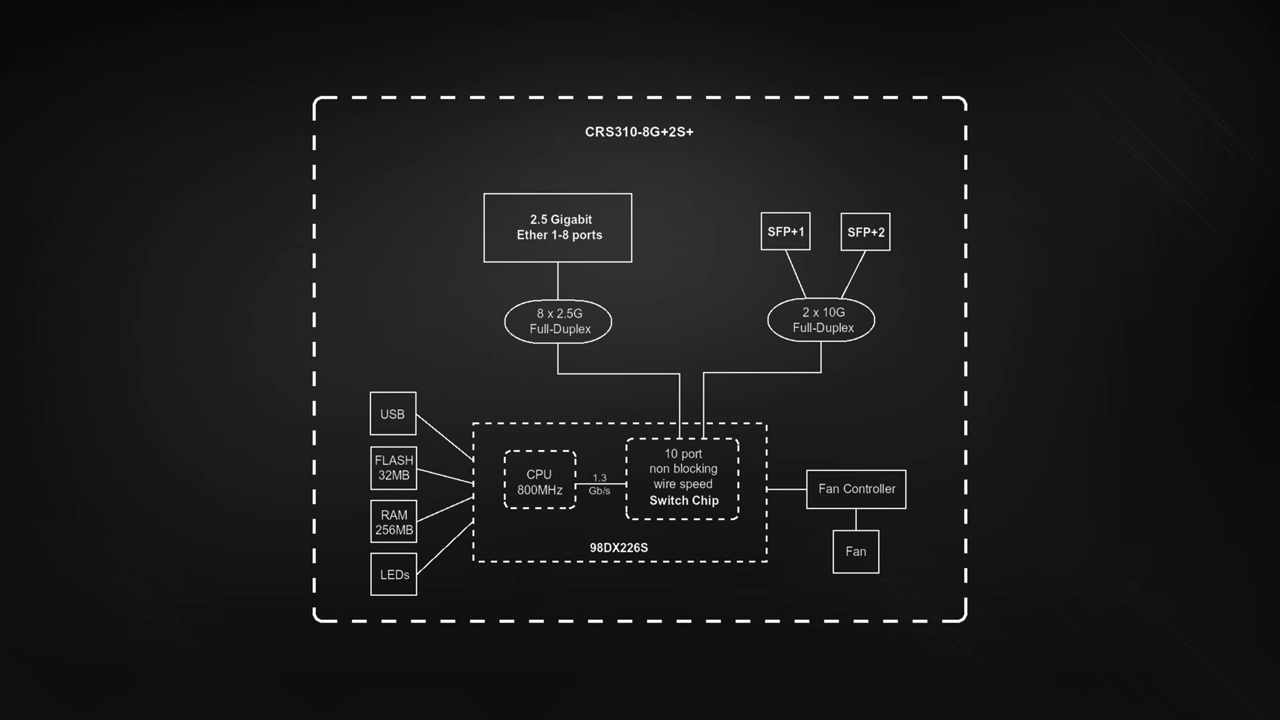 CRS310-8G+2S+
2.5 Gigabit
Ether 1-8 ports
SFP+1
SFP+2
8 x 2.5G
Full-Duplex
2 x 10G
Full-Duplex
USB
FLASH
32MB
RAM
256MB
LEDs
CPU
800MHz
1.3
Gb/s
10 port
non blocking
wire speed
Switch Chip
98DX226S
Fan Controller
Fan